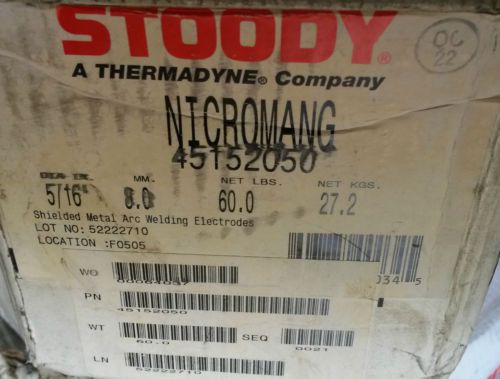 STOODY®
OC
22
A THERMADYNE® Company
NICROMANG
45152050
DIA IN. MM. NET LBS. NET KGS.
5/16" 8.0 60.0 27.2
Shielded Metal Arc Welding Electrodes
LOT NO: 52222710
LOCATION :F0505
034 5
WO
PN
45152050
WT SEQ
60.0 0021
LN
52222710